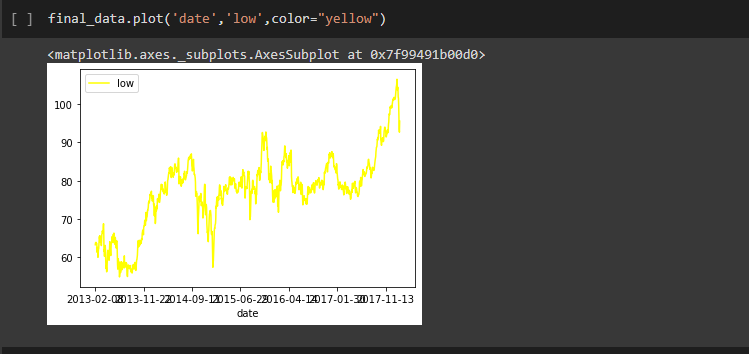 [ ] final_data.plot('date','low',color="yellow")
<matplotlib.axes._subplots.AxesSubplot at 0x7f99491b00d0>
low
100
90
80
70
60
2013-02-08 2013-11-22 2014-09-11 2015-06-29 2016-04-14 2017-01-30 2017-11-13
date